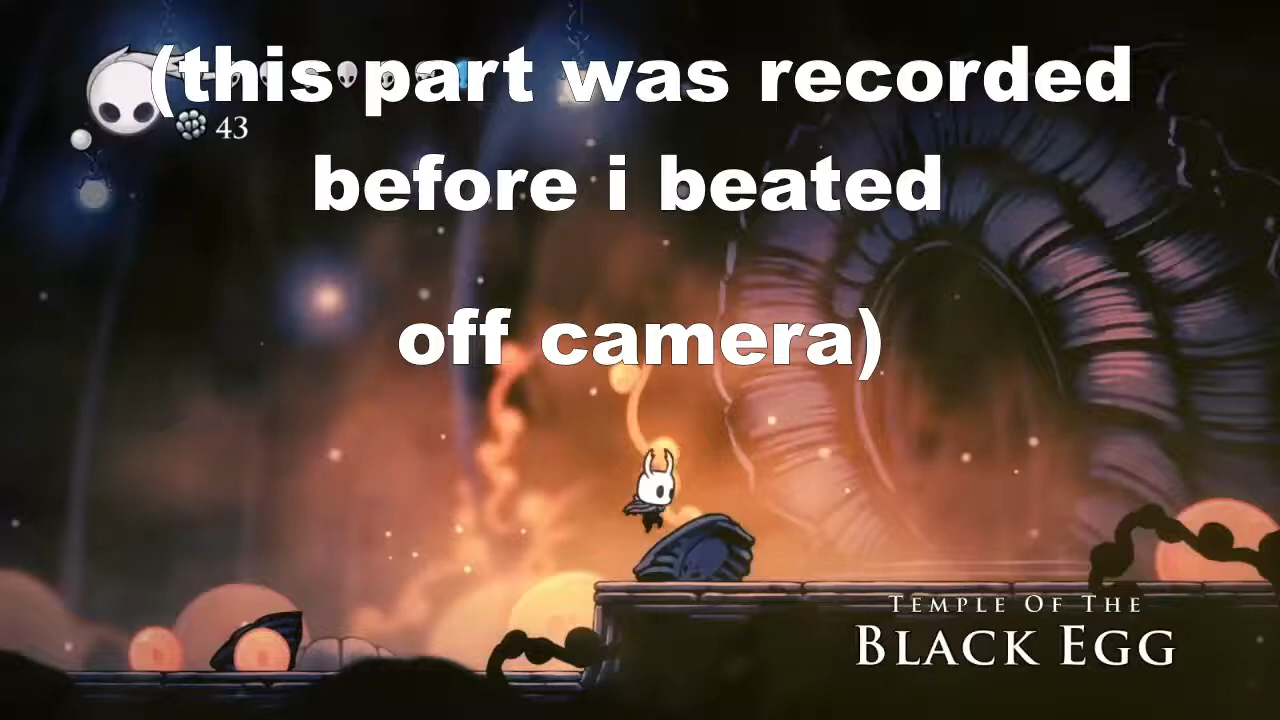 (this part was recorded
43
before i beated
off camera)
TEMPLE OF THE
BLACK EGG